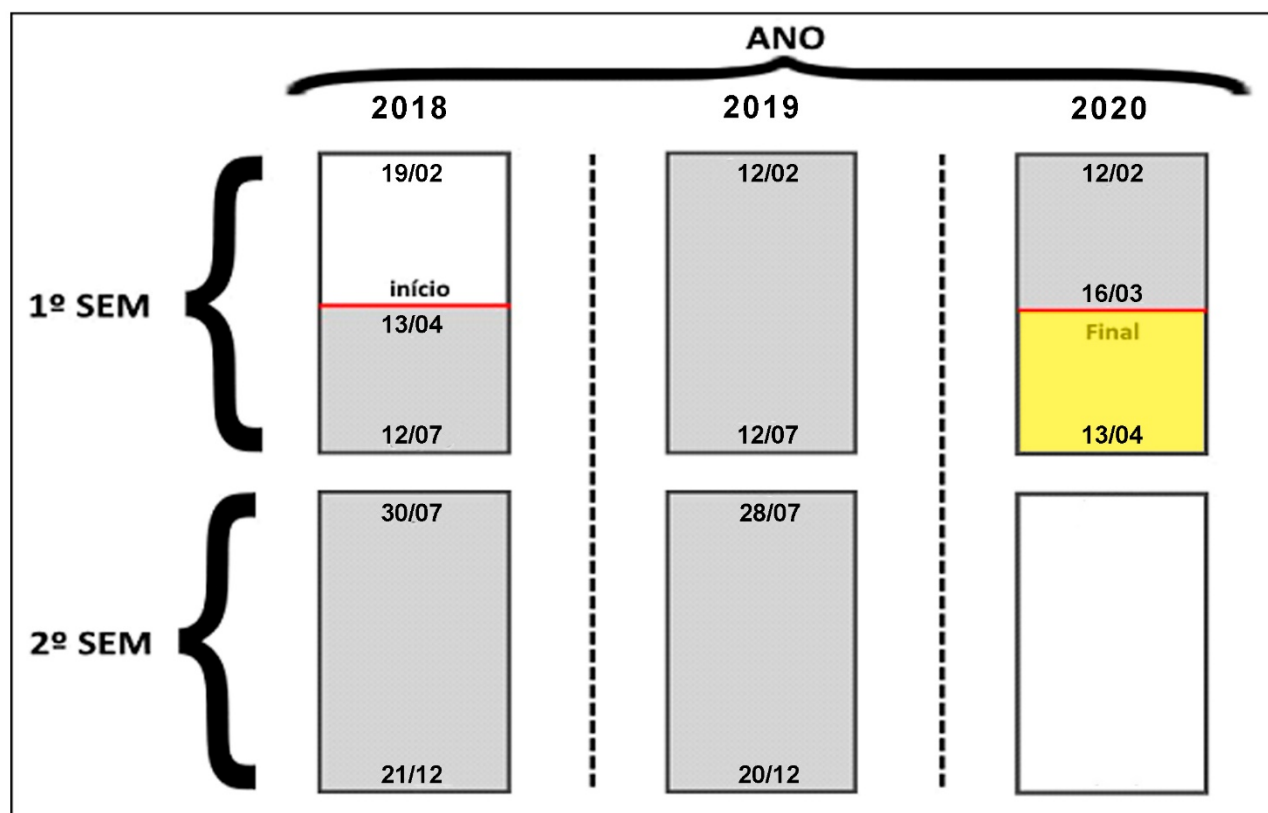 ANO
2018 2019 2020
1º SEM
19/02 12/02 12/02
início
13/04
16/03
Final
12/07 12/07 13/04
2º SEM
30/07 28/07
21/12 20/12